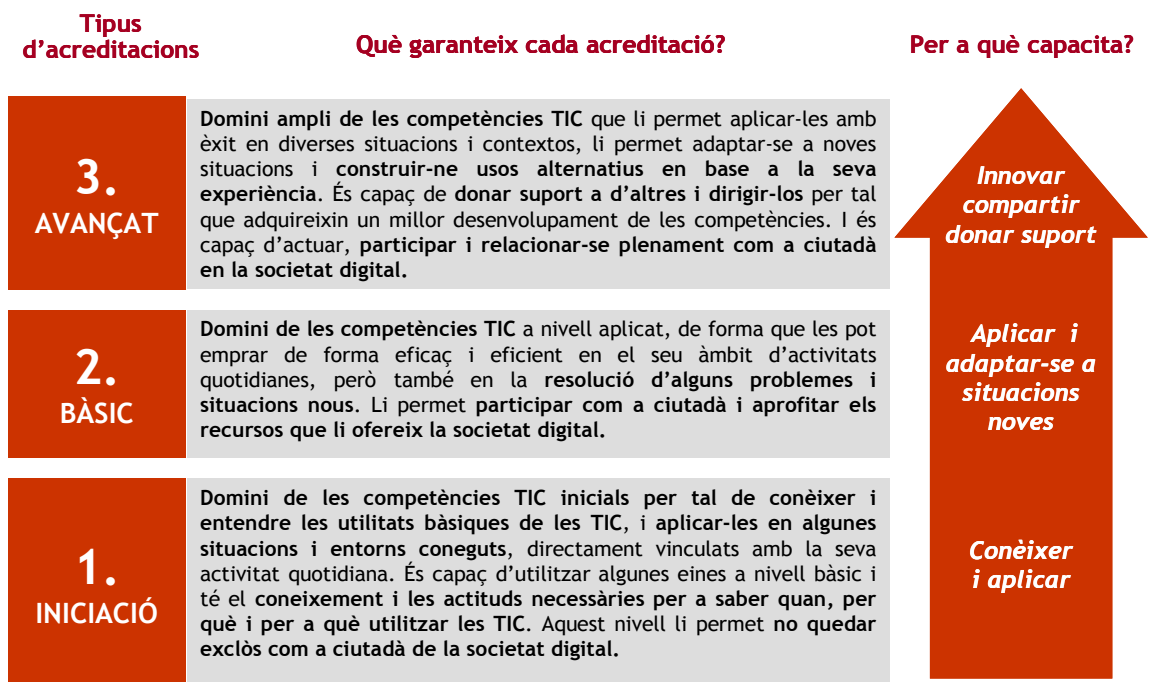 Tipus
d’acreditacions
Què garanteix cada acreditació?
Per a què capacita?
3.
AVANÇAT
Domini ampli de les competències TIC que li permet aplicar-les amb
èxit en diverses situacions i contextos, li permet adaptar-se a noves
situacions i construir-ne usos alternatius en base a la seva
experiència. És capaç de donar suport a d’altres i dirigir-los per tal
que adquireixin un millor desenvolupament de les competències. I és
capaç d’actuar, participar i relacionar-se plenament com a ciutadà
en la societat digital.
Innovar
compartir
donar suport
2.
BÀSIC
Domini de les competències TIC a nivell aplicat, de forma que les pot
emprar de forma eficaç i eficient en el seu àmbit d’activitats
quotidianes, però també en la resolució d’alguns problemes i
situacions nous. Li permet participar com a ciutadà i aprofitar els
recursos que li ofereix la societat digital.
Aplicar i
adaptar-se a
situacions
noves
1.
INICIACIÓ
Domini de les competències TIC inicials per tal de conèixer i
entendre les utilitats bàsiques de les TIC, i aplicar-les en algunes
situacions i entorns coneguts, directament vinculats amb la seva
activitat quotidiana. És capaç d’utilitzar algunes eines a nivell bàsic i
té el coneixement i les actituds necessàries per a saber quan, per
què i per a què utilitzar les TIC. Aquest nivell li permet no quedar
exclòs com a ciutadà de la societat digital.
Conèixer
i aplicar